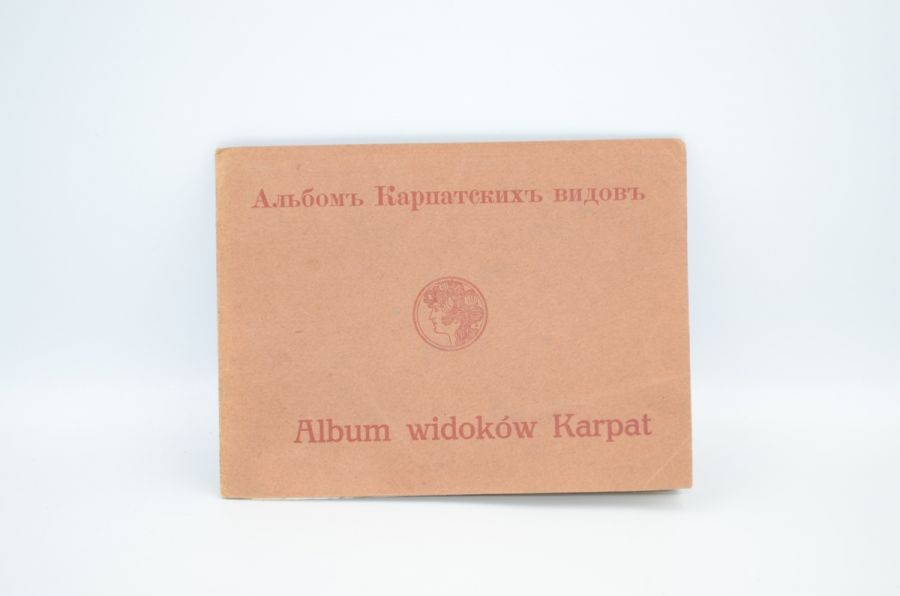 Альбомъ Карпатскихъ видовъ
Album widoków Karpat